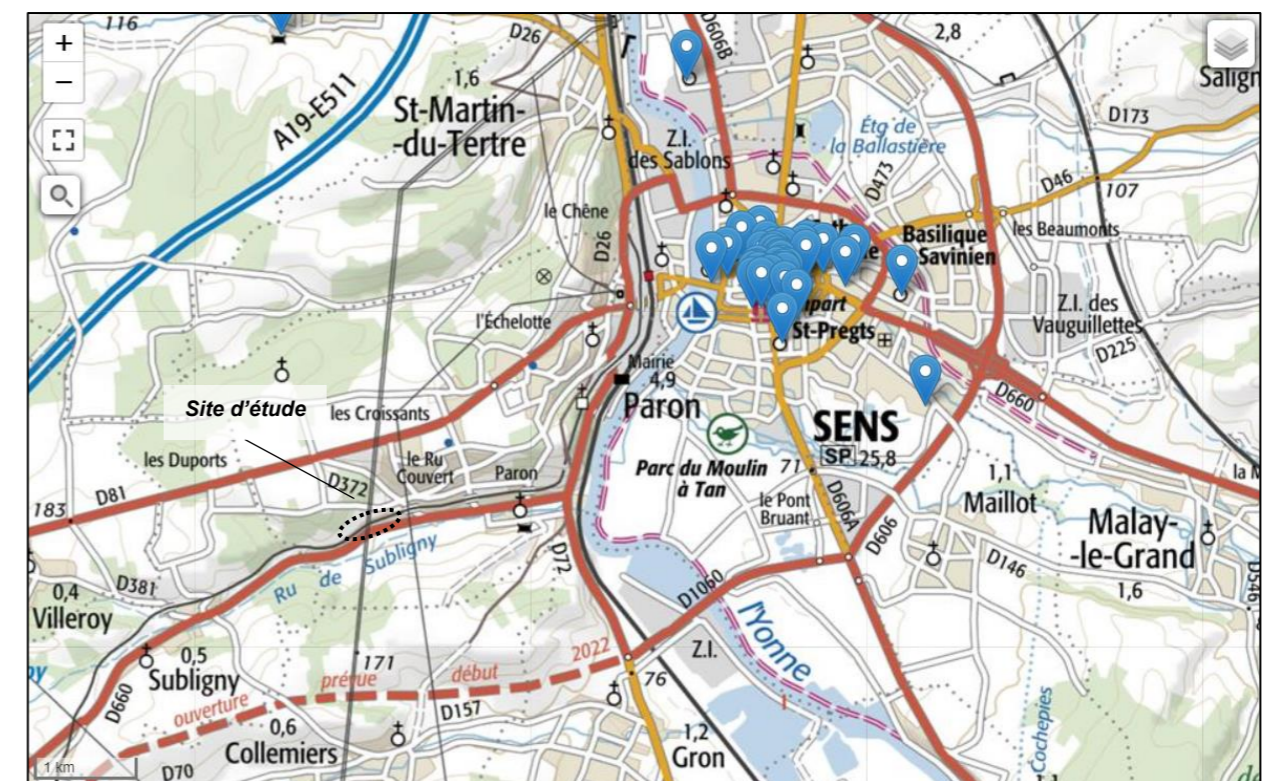 116
D26
D606B
2,8
Salign
A19-E511
1,6
St-Martin-
-du-Tertre
Z.I.
des Sablons
Étg de
la Ballastière
D173
D473
D46
107
le Chêne
D26
Basilique
Savinien
les Beaumonts
l'Échelotte
St-Pregts
Z.I. des
Vauguillettes
D225
Mairie
4,9
Paron
D660
Site d'étude
les Croissants
SENS
SP 25,8
les Duports
le Ru
Couvert
Paron
Parc du Moulin
à Tan
71
1,1
Maillot
la M
D372
D81
183
le Pont
Bruant
D606A
D606
Malay-
-le-Grand
1,6
D146
D546
Ru de Subligny
D72
D381
0,4
Villeroy
D1060
l'Yonne
Z.I.
0,5
Subligny
171
ouverture prévue début 2022
76
D660
D157
0,6
Collemiers
1,2
Gron
Cochepies
1 km
D70